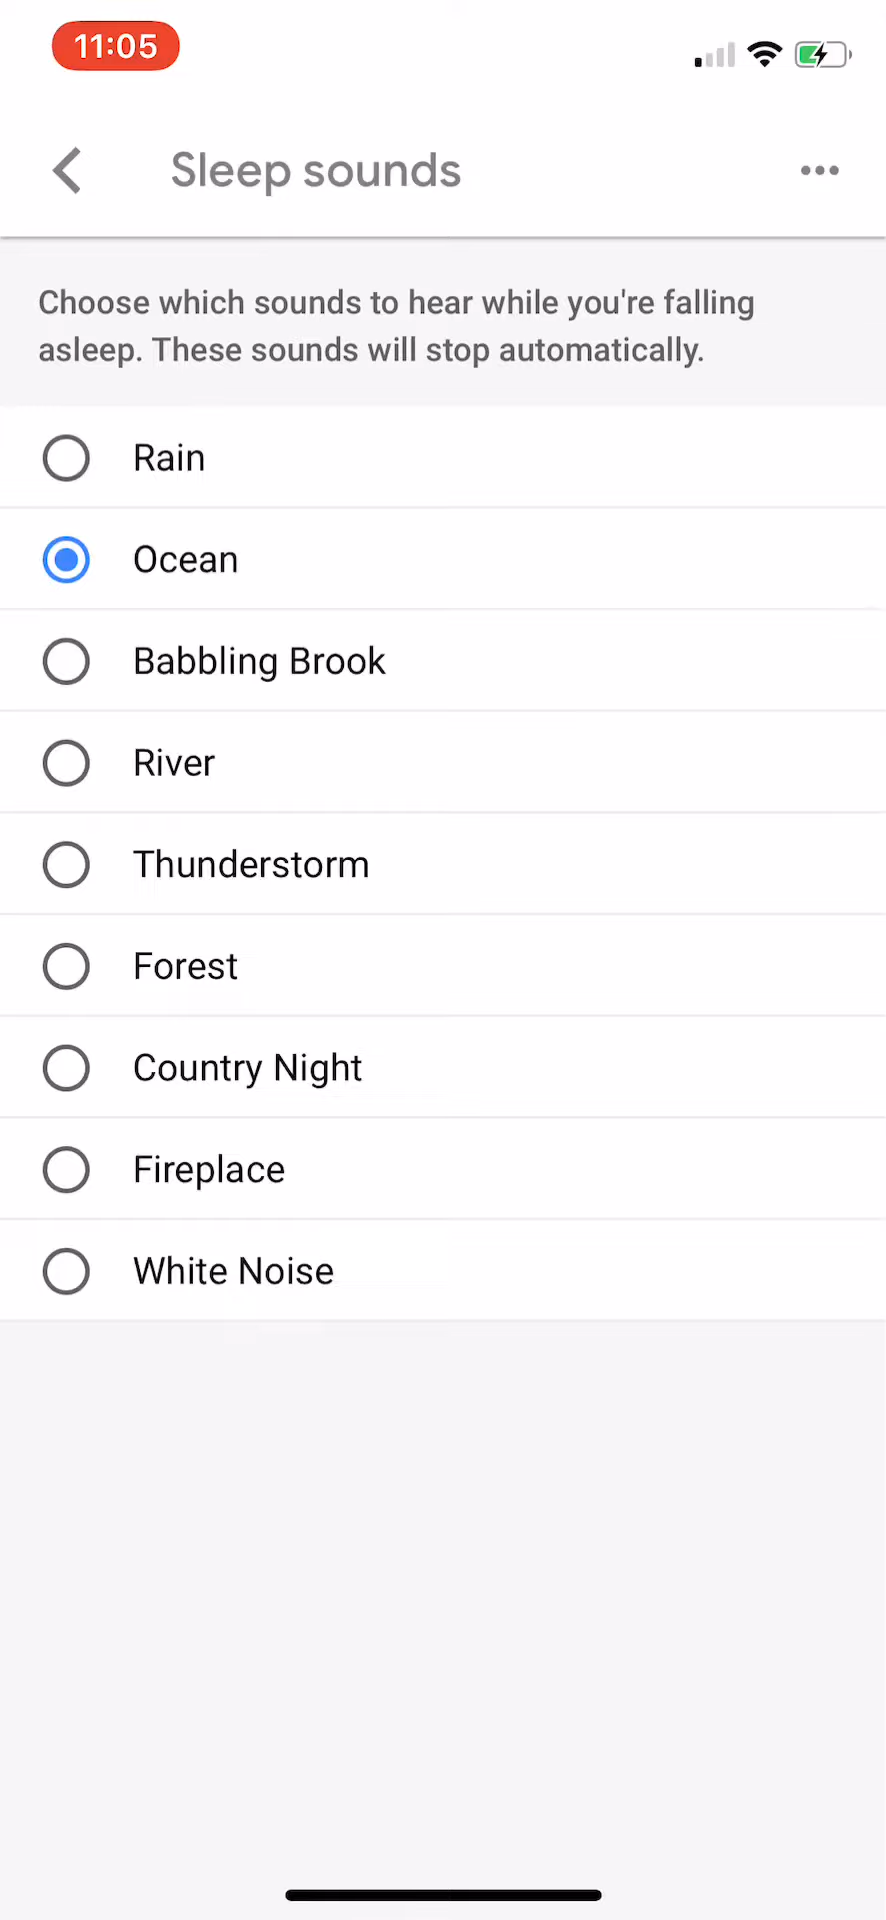 11:05
Sleep sounds
Choose which sounds to hear while you're falling
asleep. These sounds will stop automatically.
Rain
Ocean
Babbling Brook
River
Thunderstorm
Forest
Country Night
Fireplace
White Noise